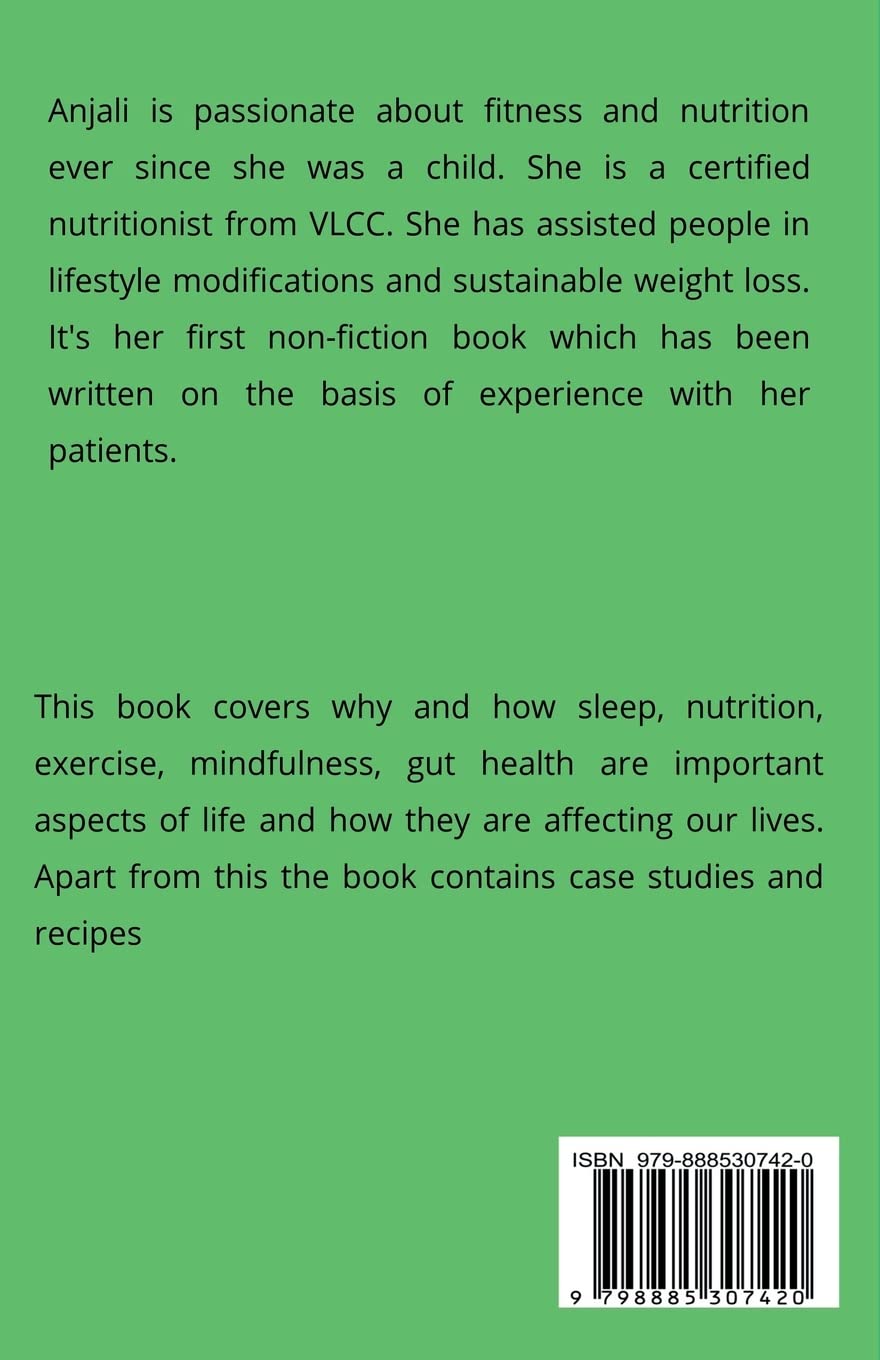 Anjali is passionate about fitness and nutrition
ever since she was a child. She is a certified
nutritionist from VLCC. She has assisted people in
lifestyle modifications and sustainable weight loss.
It's her first non-fiction book which has been
written on the basis of experience with her
patients.
This book covers why and how sleep, nutrition,
exercise, mindfulness, gut health are important
aspects of life and how they are affecting our lives.
Apart from this the book contains case studies and
recipes
ISBN 979-888530742-0
9 798885 307420